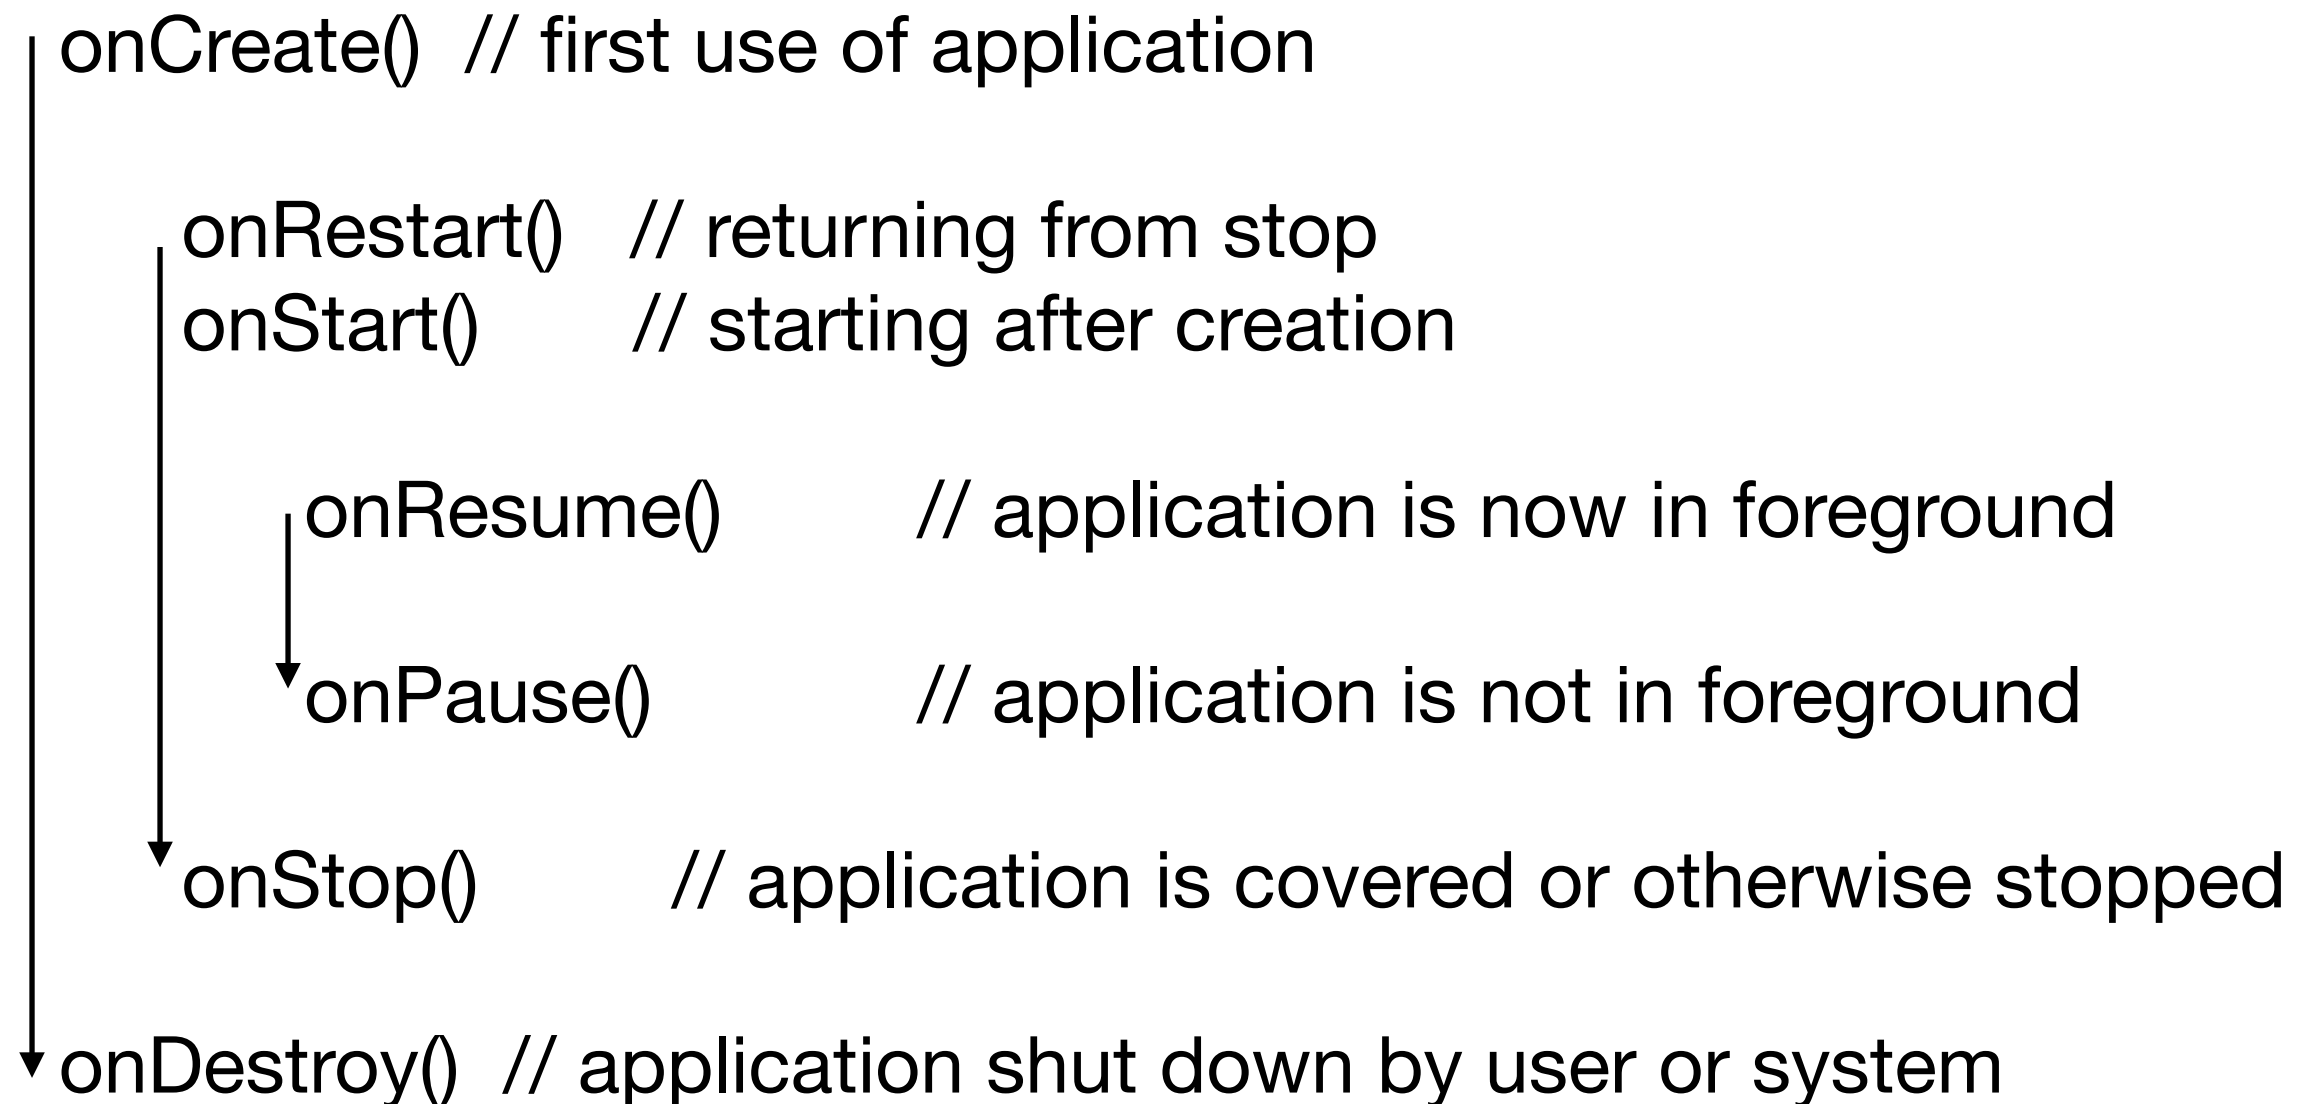 onCreate() // first use of application
onRestart() // returning from stop
onStart() // starting after creation
onResume() // application is now in foreground
onPause() // application is not in foreground
onStop() // application is covered or otherwise stopped
onDestroy() // application shut down by user or system